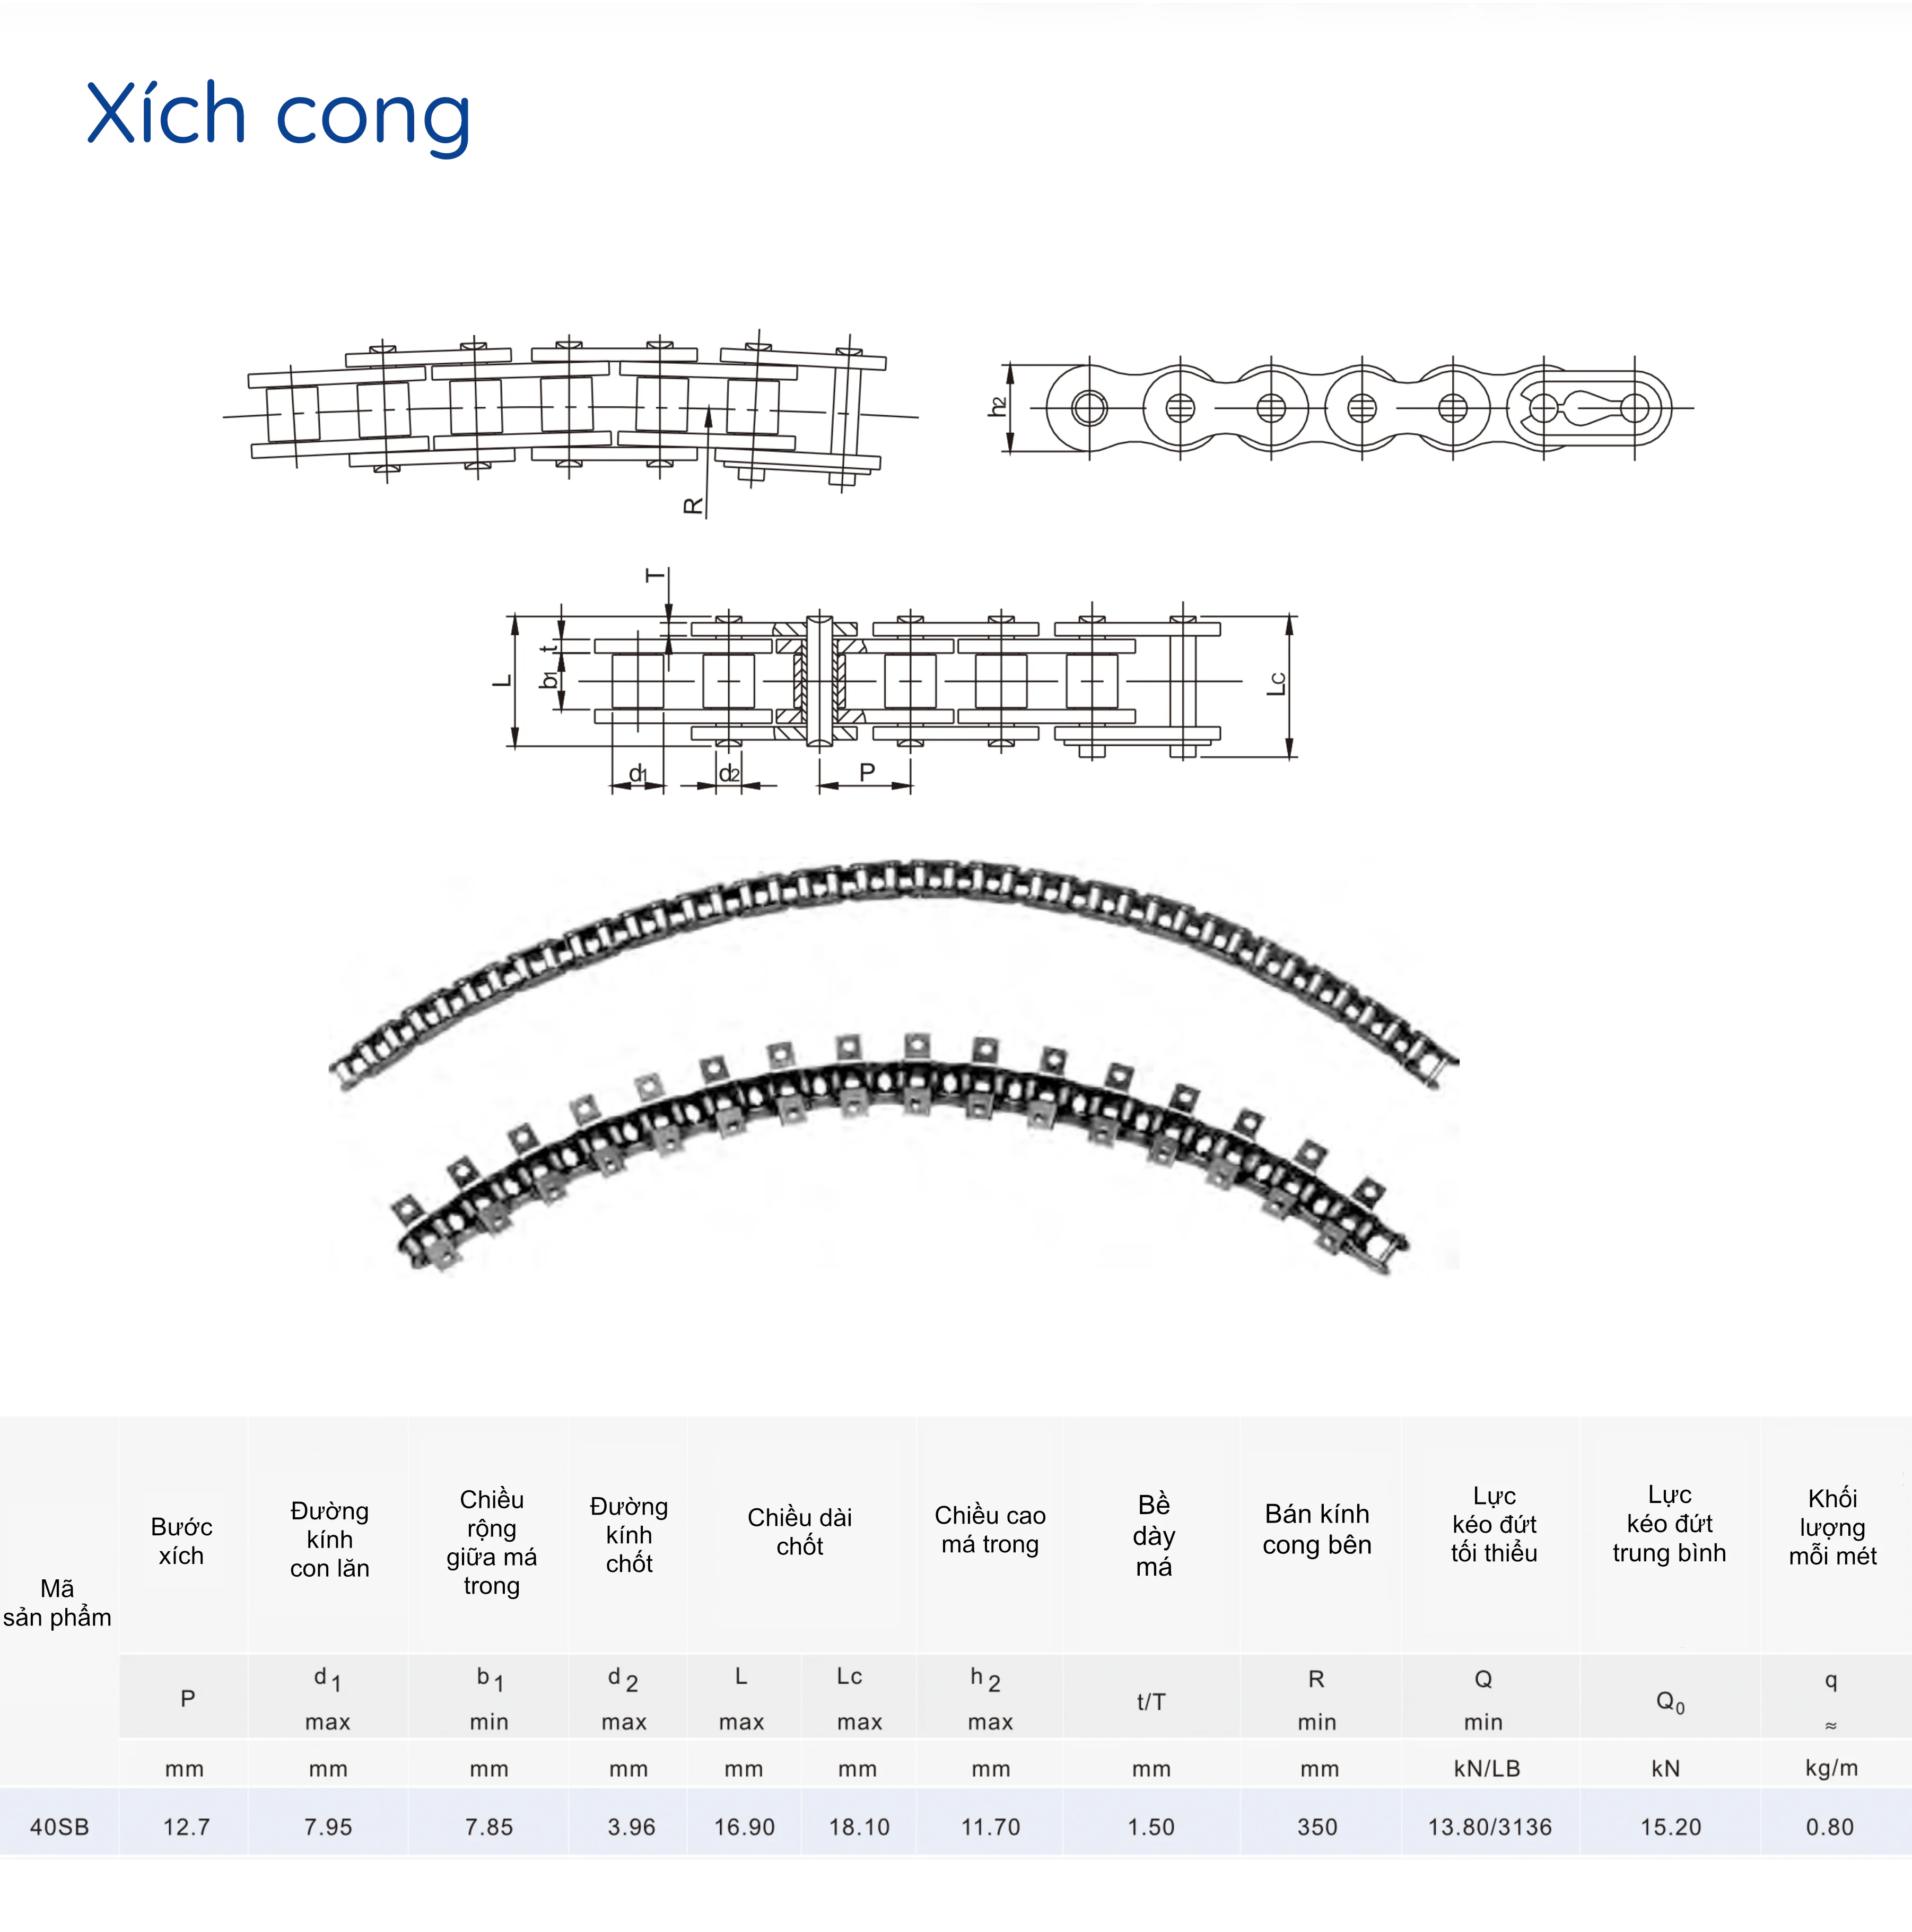 Xích cong
h2
R
T
t
L
b1
Lc
d1
d2
P
Mã
sản phẩm
Bước
xích
Đường
kính
con lăn
Chiều
rộng
giữa má
trong
Đường
kính
chốt
Chiều dài
chốt
Chiều cao
má trong
Bề
dày
má
Bán kính
cong bên
Lực
kéo đứt
tối thiểu
Lực
kéo đứt
trung bình
Khối
lượng
mỗi mét
P
d1
max
b1
min
d2
max
L
max
Lc
max
h2
max
t/T
R
min
Q
min
Q0
q
≈
mm mm mm mm mm mm mm mm mm kN/LB kN kg/m
40SB 12.7 7.95 7.85 3.96 16.90 18.10 11.70 1.50 350 13.80/3136 15.20 0.80